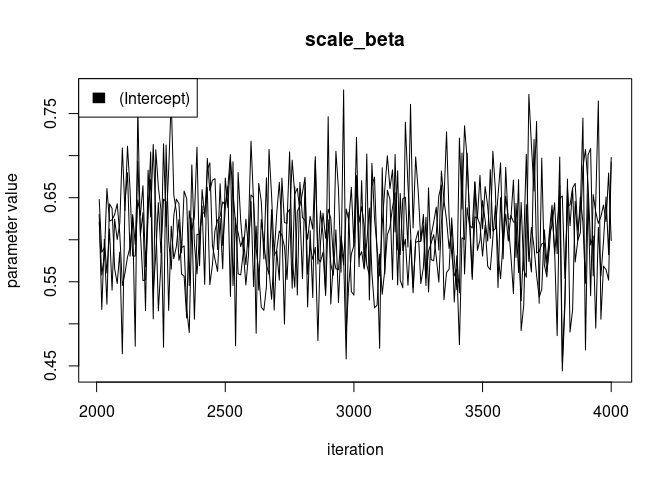 scale_beta
(Intercept)
0.75
0.65
0.55
0.45
parameter value
2000 2500 3000 3500 4000
iteration